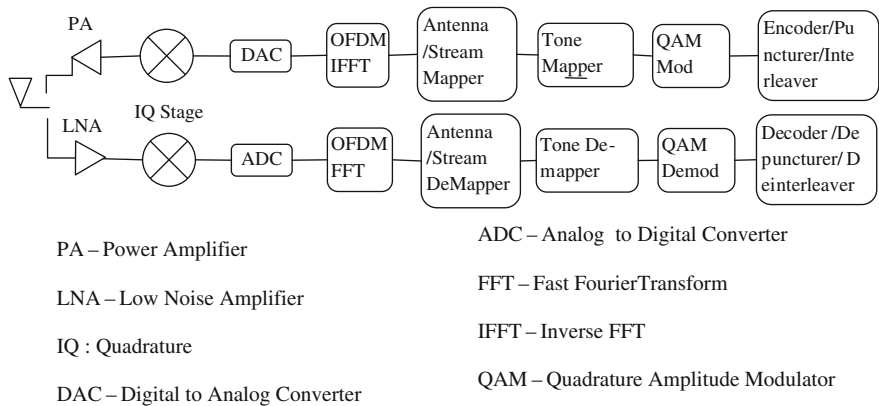 PA
DAC
OFDM
IFFT
Antenna
/Stream
Mapper
Tone
Mapper
QAM
Mod
Encoder/Pu
ncturer/Inte
rleaver
LNA
IQ Stage
ADC
OFDM
FFT
Antenna
/Stream
DeMapper
Tone De-
mapper
QAM
Demod
Decoder /De
puncturer/ D
einterleaver
PA – Power Amplifier
LNA – Low Noise Amplifier
IQ : Quadrature
DAC – Digital to Analog Converter
ADC – Analog to Digital Converter
FFT – Fast FourierTransform
IFFT – Inverse FFT
QAM – Quadrature Amplitude Modulator